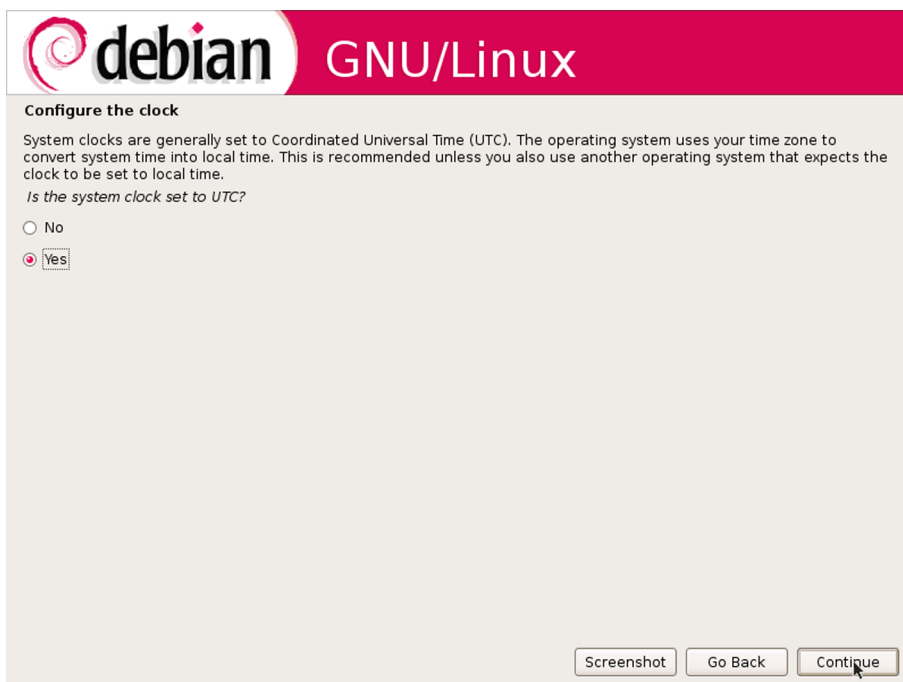 debian GNU/Linux
Configure the clock
System clocks are generally set to Coordinated Universal Time (UTC). The operating system uses your time zone to
convert system time into local time. This is recommended unless you also use another operating system that expects the
clock to be set to local time.
Is the system clock set to UTC?
No
Yes
Screenshot Go Back Continue